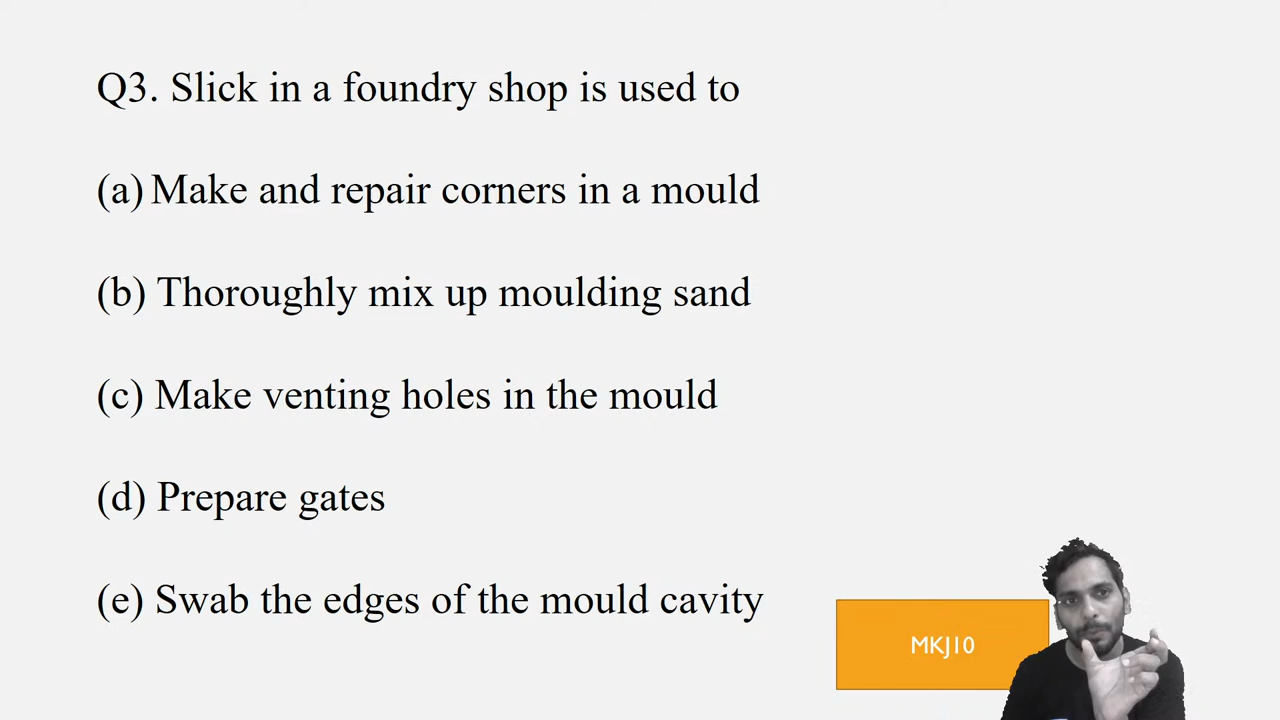 Q3. Slick in a foundry shop is used to
(a) Make and repair corners in a mould
(b) Thoroughly mix up moulding sand
(c) Make venting holes in the mould
(d) Prepare gates
(e) Swab the edges of the mould cavity
MKJ10